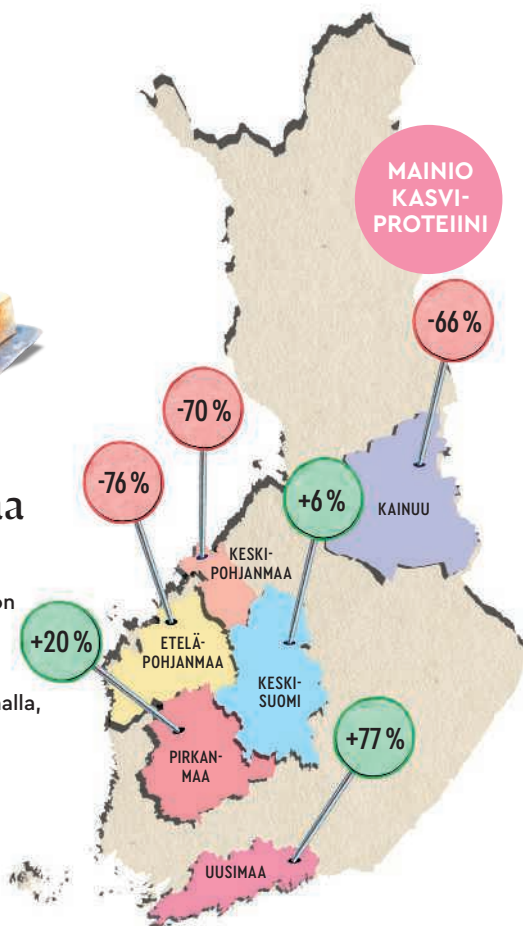 MAINIO
KASVI-
PROTEIINI
-66 %
-70 %
-76 %
+6 %
KAINUU
KESKI-
POHJANMAA
+20 %
ETELÄ-
POHJANMAA
KESKI-
SUOMI
+77 %
PIRKAN-
MAA
UUSIMAA
a
on
alla,